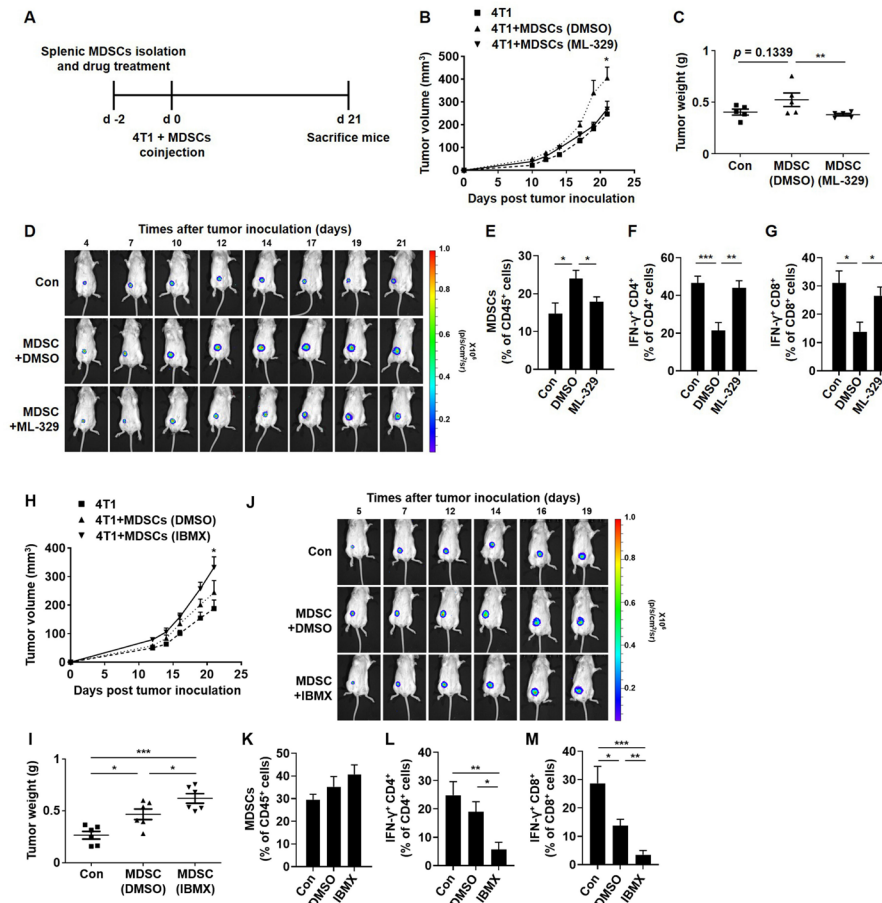 A
Splenic MDSCs isolation
and drug treatment
d -2
d 0
d 21
4T1 + MDSCs
coinjection
Sacrifice mice
B
4T1
4T1+MDSCs (DMSO)
4T1+MDSCs (ML-329)
Tumor volume (mm³)
500
400
300
200
100
0
*
0 5 10 15 20 25
Days post tumor inoculation
C
Tumor weight (g)
1
0.5
0
p = 0.1339
**
Con
MDSC
(DMSO)
MDSC
(ML-329)
D
Times after tumor inoculation (days)
4 7 10 12 14 17 19 21
Con
MDSC
+DMSO
MDSC
+ML-329
1.0
0.8
0.6
0.4
0.2
(p/s/cm²/sr)
E
MDSCs
(% of CD45⁺ cells)
30
20
10
0
* *
Con
DMSO
ML-329
F
IFN-γ⁺ CD4⁺
(% of CD4⁺ cells)
60
40
20
0
*** **
Con
DMSO
ML-329
G
IFN-γ⁺ CD8⁺
(% of CD8⁺ cells)
40
30
20
10
0
* *
Con
DMSO
ML-329
H
4T1
4T1+MDSCs (DMSO)
4T1+MDSCs (IBMX)
Tumor volume (mm³)
400
300
200
100
0
*
0 5 10 15 20 25
Days post tumor inoculation
J
Times after tumor inoculation (days)
5 7 12 14 16 19
Con
MDSC
+DMSO
MDSC
+IBMX
1.0
0.8
0.6
0.4
0.2
(p/s/cm²/sr)
I
Tumor weight (g)
1
0.5
0
***
* *
Con
MDSC
(DMSO)
MDSC
(IBMX)
K
MDSCs
(% of CD45⁺ cells)
50
40
30
20
10
0
Con
DMSO
IBMX
L
IFN-γ⁺ CD4⁺
(% of CD4⁺ cells)
40
30
20
10
0
**
*
Con
DMSO
IBMX
M
IFN-γ⁺ CD8⁺
(% of CD8⁺ cells)
40
30
20
10
0
***
* **
Con
DMSO
IBMX